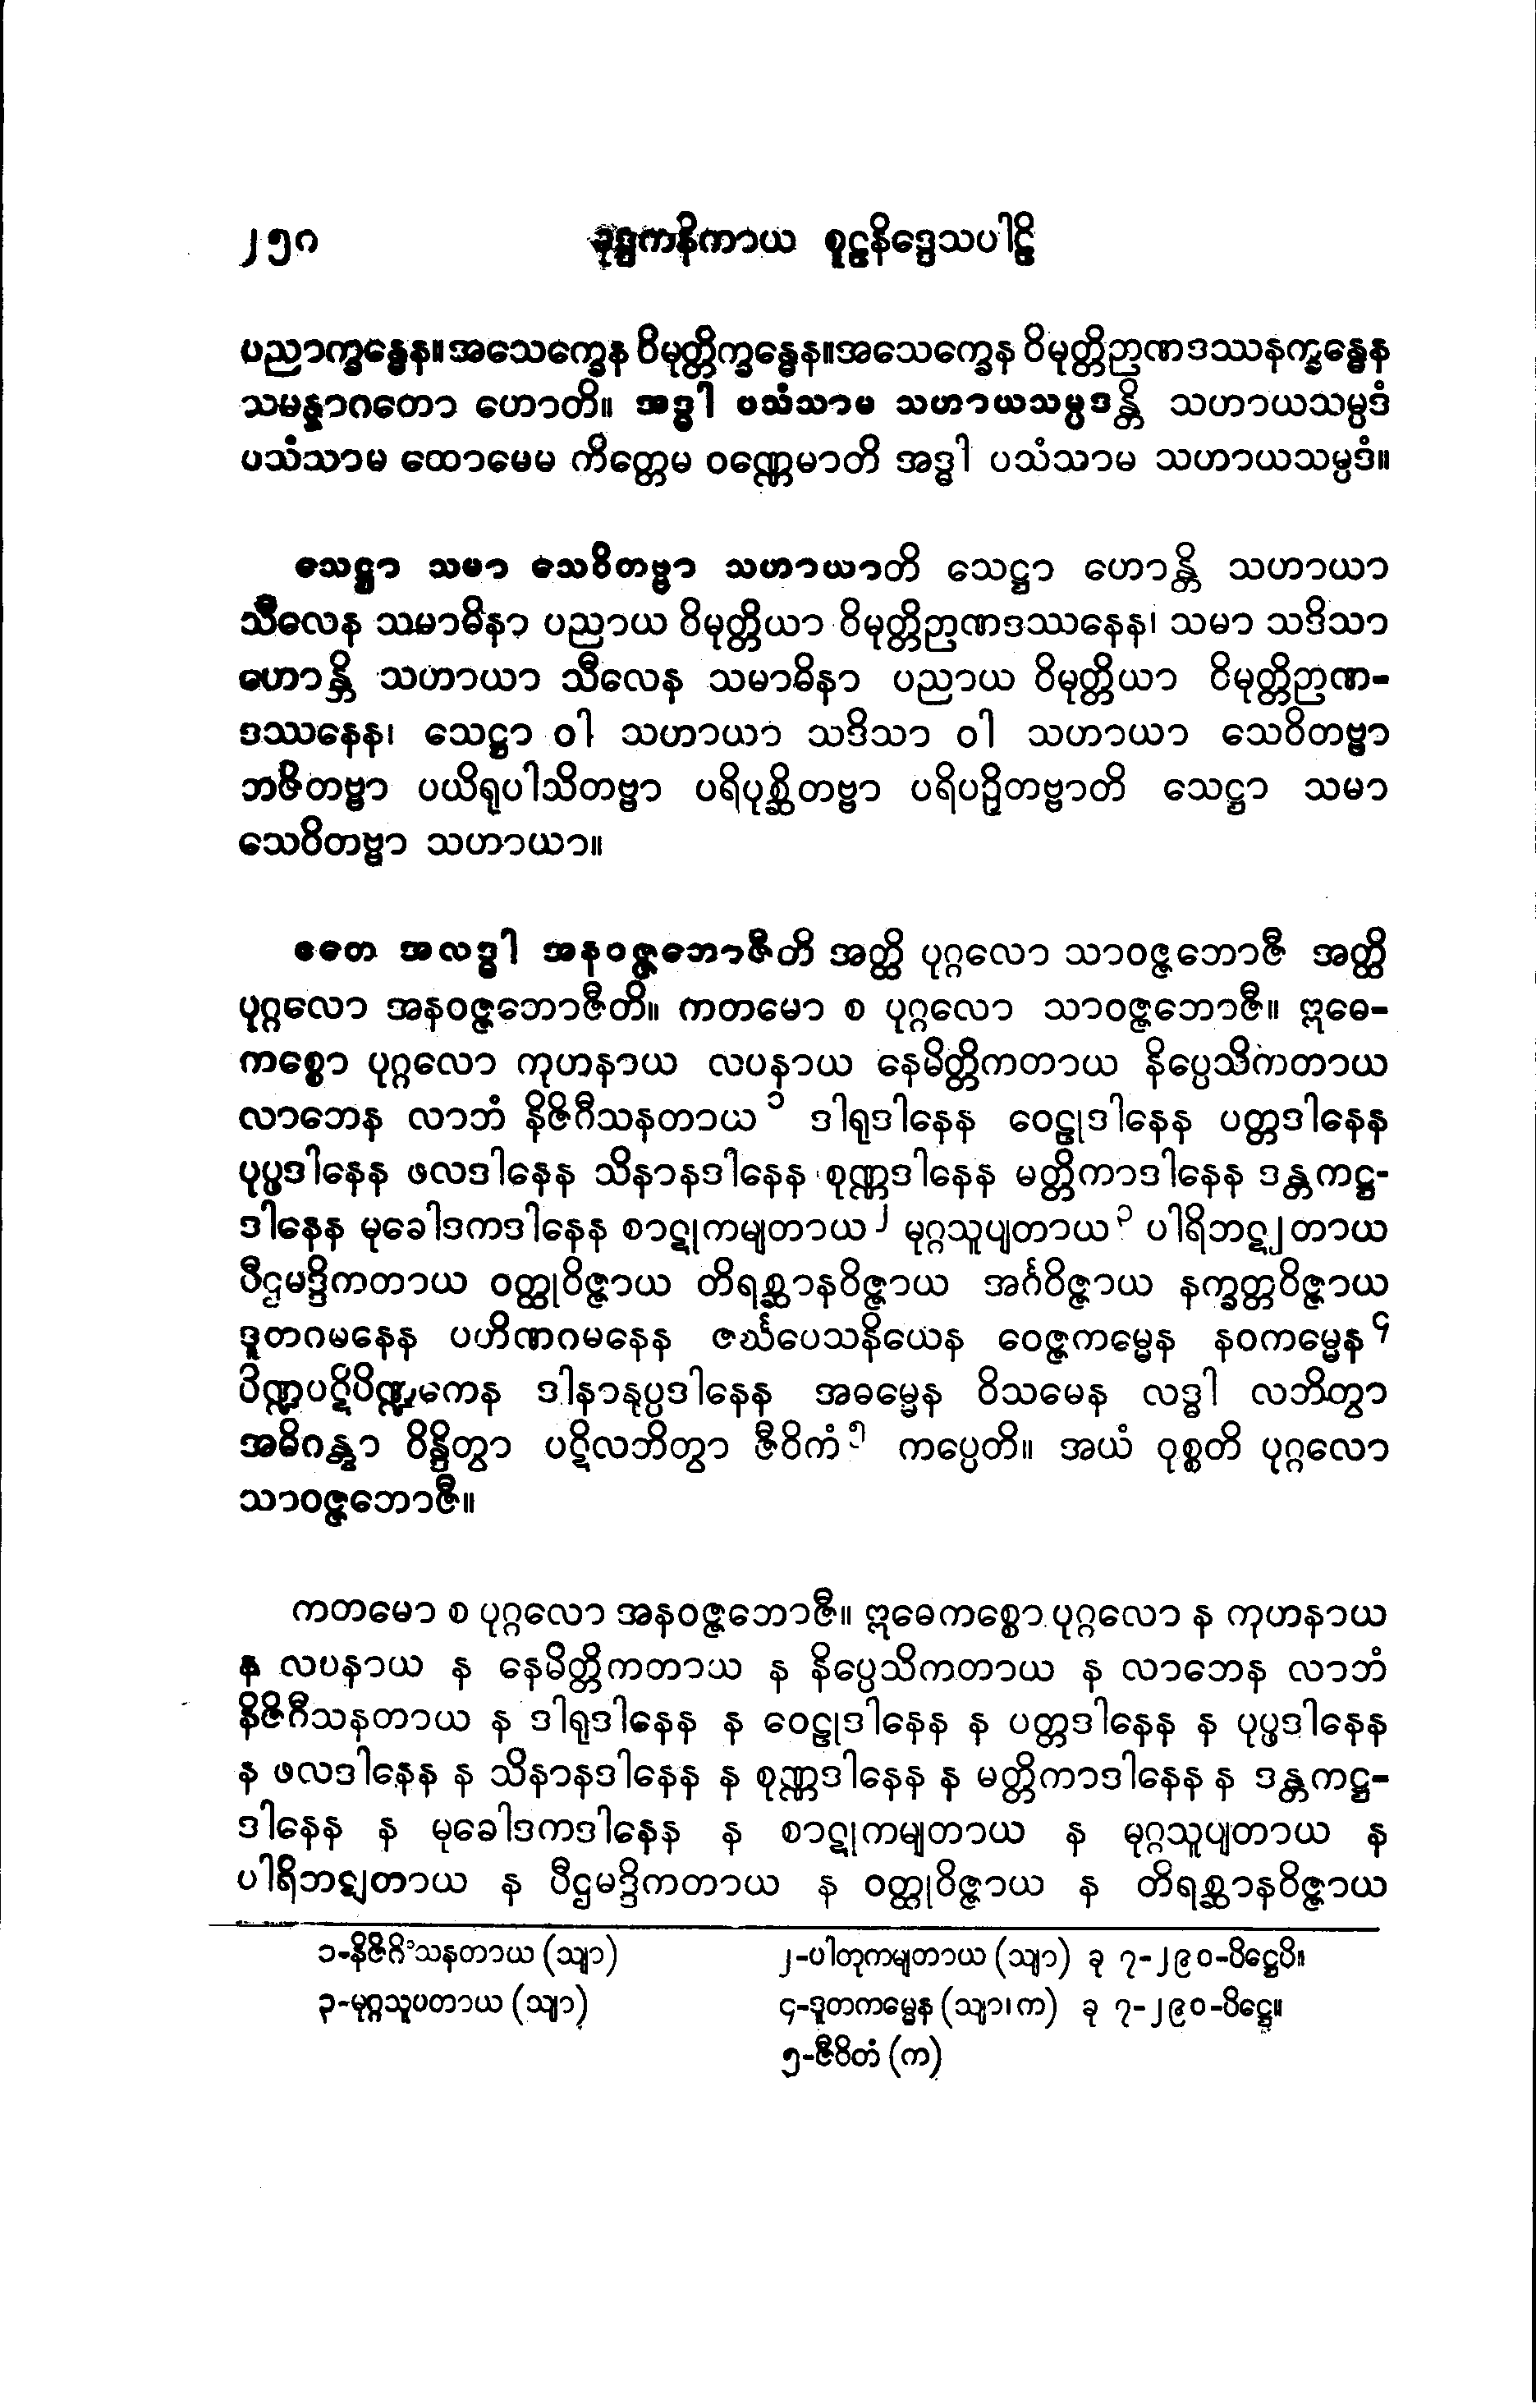 ၂၅ဂ ခုဒ္ဒကနိကာယ စူဠနိဒ္ဒေသပါဠိ
ပညာက္ခန္ဓေန။ အသေက္ခေန ဝိမုတ္တိက္ခန္ဓေန။ အသေက္ခေန ဝိမုတ္တိဉာဏဒဿနက္ခန္ဓေန
သမန္နာဂတော ဟောတိ။ အဒ္ဓါ ပသံသာမ သဟာယသမ္ပဒန္တိ သဟာယသမ္ပဒံ
ပသံသာမ ထောမေမ ကိတ္တေမ ဝဏ္ဏေမာတိ အဒ္ဓါ ပသံသာမ သဟာယသမ္ပဒံ။
သေဋ္ဌာ သမာ သေဝိတဗ္ဗာ သဟာယာတိ သေဋ္ဌာ ဟောန္တိ သဟာယာ
သီလေန သမာဓိနာ ပညာယ ဝိမုတ္တိယာ ဝိမုတ္တိဉာဏဒဿနေန၊ သမာ သဒိသာ
ဟောန္တိ သဟာယာ သီလေန သမာဓိနာ ပညာယ ဝိမုတ္တိယာ ဝိမုတ္တိဉာဏ-
ဒဿနေန၊ သေဋ္ဌာ ဝါ သဟာယာ သဒိသာ ဝါ သဟာယာ သေဝိတဗ္ဗာ
ဘဇိတဗ္ဗာ ပယိရုပါသိတဗ္ဗာ ပရိပုစ္ဆိတဗ္ဗာ ပရိပဉှိတဗ္ဗာတိ သေဋ္ဌာ သမာ
သေဝိတဗ္ဗာ သဟာယာ။
ဧတေ အလဒ္ဓါ အနဝဇ္ဇဘောဇီတိ အတ္ထိ ပုဂ္ဂလော သာဝဇ္ဇဘောဇီ အတ္ထိ
ပုဂ္ဂလော အနဝဇ္ဇဘောဇီတိ။ ကတမော စ ပုဂ္ဂလော သာဝဇ္ဇဘောဇီ။ ဣဓေ-
ကစ္စော ပုဂ္ဂလော ကုဟနာယ လပနာယ နေမိတ္တိကတာယ နိပ္ပေသိကတာယ
လာဘေန လာဘံ နိဇိဂီသနတာယ၁ ဒါရုဒါနေန ဝေဠုဒါနေန ပတ္တဒါနေန
ပုပ္ဖဒါနေန ဖလဒါနေန သိနာနဒါနေန စုဏ္ဏဒါနေန မတ္တိကာဒါနေန ဒန္တကဋ္ဌ-
ဒါနေန မုခေါဒကဒါနေန စာဋုကမျတာယ၂ မုဂ္ဂသူပျတာယ၃ ပါရိဘဋျတာယ
ပီဌမဒ္ဒိကတာယ ဝတ္ထုဝိဇ္ဇာယ တိရစ္ဆာနဝိဇ္ဇာယ အင်္ဂဝိဇ္ဇာယ နက္ခတ္တဝိဇ္ဇာယ
ဒူတဂမနေန ပဟိဏဂမနေန ဇင်္ဃပေသနိယေန ဝေဇ္ဇကမ္မေန နဝကမ္မေန၄
ပိဏ္ဍပဋိပိဏ္ဍကေန ဒါနာနုပ္ပဒါနေန အဓမ္မေန ဝိသမေန လဒ္ဓါ လဘိတွာ
အဓိဂန္တွာ ဝိန္ဒိတွာ ပဋိလဘိတွာ ဇီဝိကံ၅ ကပ္ပေတိ။ အယံ ဝုစ္စတိ ပုဂ္ဂလော
သာဝဇ္ဇဘောဇီ။
ကတမော စ ပုဂ္ဂလော အနဝဇ္ဇဘောဇီ။ ဣဓေကစ္စော ပုဂ္ဂလော န ကုဟနာယ
န လပနာယ န နေမိတ္တိကတာယ န နိပ္ပေသိကတာယ န လာဘေန လာဘံ
နိဇိဂီသနတာယ န ဒါရုဒါနေန န ဝေဠုဒါနေန န ပတ္တဒါနေန န ပုပ္ဖဒါနေန
န ဖလဒါနေန န သိနာနဒါနေန န စုဏ္ဏဒါနေန န မတ္တိကာဒါနေန န ဒန္တကဋ္ဌ-
ဒါနေန န မုခေါဒကဒါနေန န စာဋုကမျတာယ န မုဂ္ဂသူပျတာယ န
ပါရိဘဋျတာယ န ပီဌမဒ္ဒိကတာယ န ဝတ္ထုဝိဇ္ဇာယ န တိရစ္ဆာနဝိဇ္ဇာယ
၁-နိဇိဂိံသနတာယ (သျာ) ၂-ပါတုကမျတာယ (သျာ) ခု ၇-၂၉၀-ပိဋ္ဌေပိ။
၃-မုဂ္ဂသူပတာယ (သျာ) ၄-ဒူတကမ္မေန (သျာ၊က) ခု ၇-၂၉၀-ပိဋ္ဌေ။
၅-ဇီဝိတံ (က)